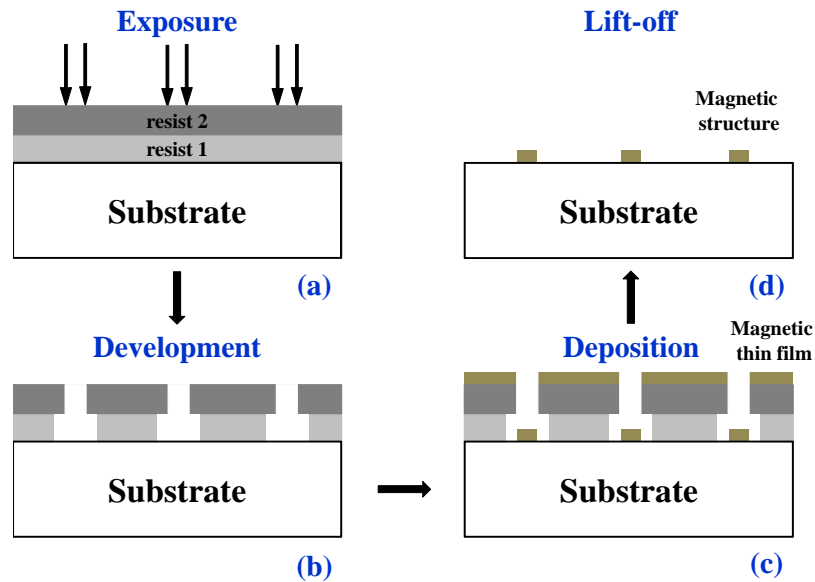 Exposure
resist 2
resist 1
Substrate
(a)
Development
Substrate
(b)
Lift-off
Magnetic
structure
Substrate
(d)
Deposition
Magnetic
thin film
Substrate
(c)